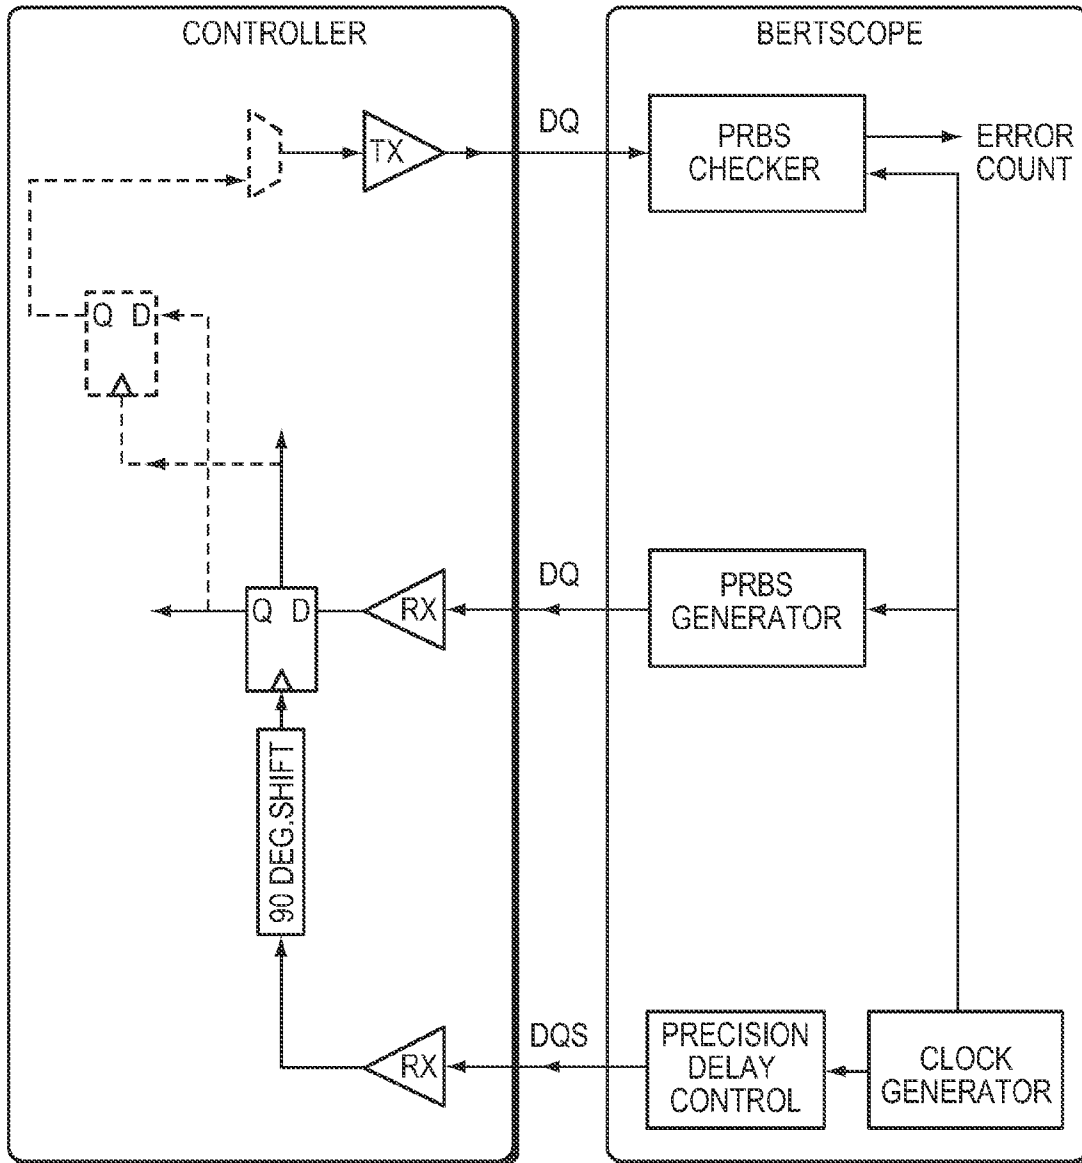 CONTROLLER
BERTSCOPE
TX
DQ
PRBS
CHECKER
ERROR
COUNT
Q D
Q D
RX
DQ
PRBS
GENERATOR
90 DEG.SHIFT
RX
DQS
PRECISION
DELAY
CONTROL
CLOCK
GENERATOR